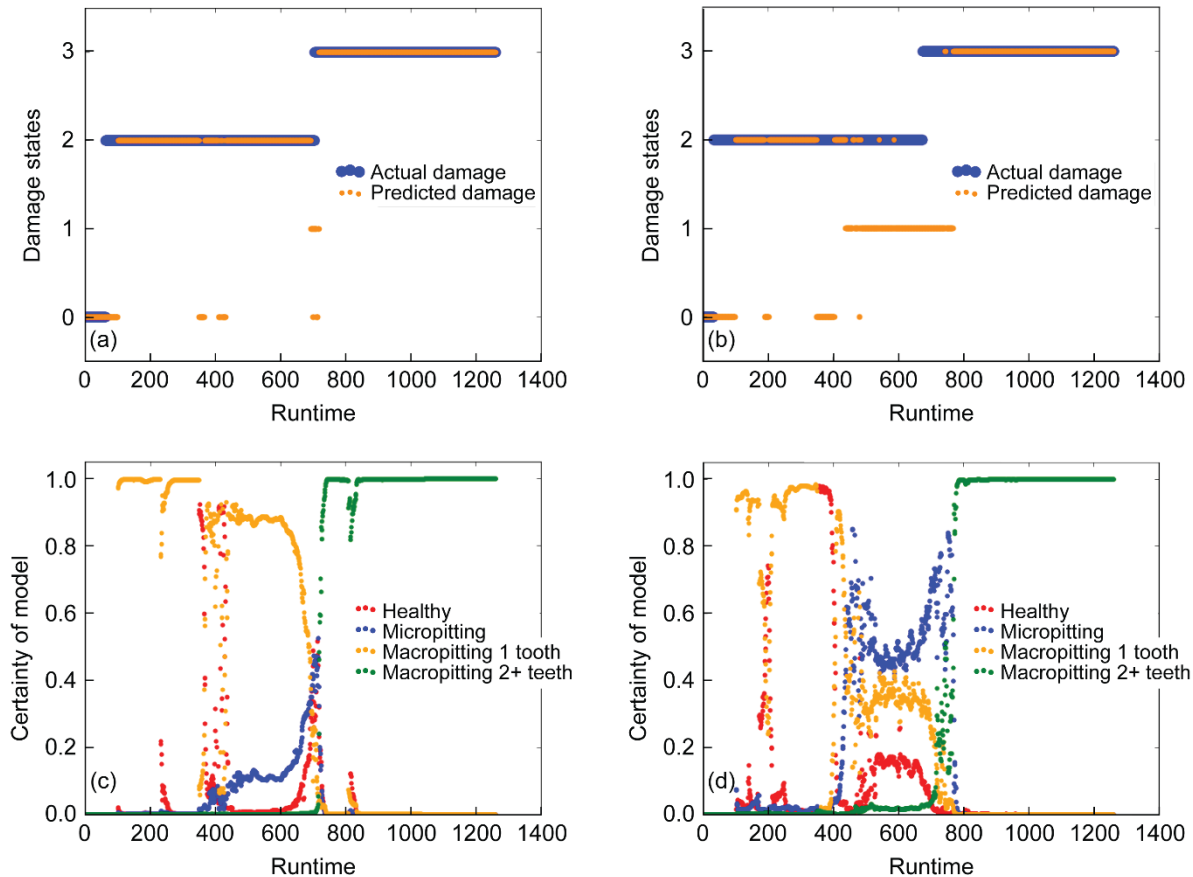 3
2
1
0
Damage states
Actual damage
Predicted damage
(a)
0 200 400 600 800 1000 1200 1400
Runtime
3
2
1
0
Damage states
Actual damage
Predicted damage
(b)
0 200 400 600 800 1000 1200 1400
Runtime
1.0
0.8
0.6
0.4
0.2
0.0
Certainty of model
Healthy
Micropitting
Macropitting 1 tooth
Macropitting 2+ teeth
(c)
0 200 400 600 800 1000 1200 1400
Runtime
1.0
0.8
0.6
0.4
0.2
0.0
Certainty of model
Healthy
Micropitting
Macropitting 1 tooth
Macropitting 2+ teeth
(d)
0 200 400 600 800 1000 1200 1400
Runtime